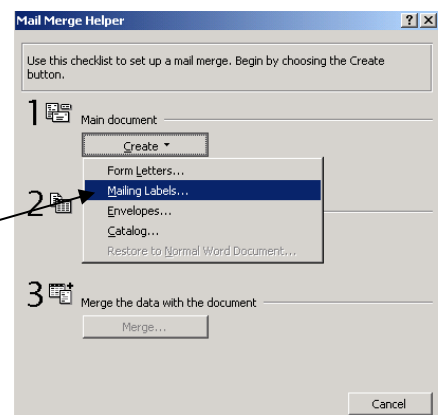 Mail Merge Helper
Use this checklist to set up a mail merge. Begin by choosing the Create
button.
1 Main document
Create
Form Letters...
Mailing Labels...
2
Envelopes...
Catalog...
Restore to Normal Word Document...
3 Merge the data with the document
Merge...
Cancel